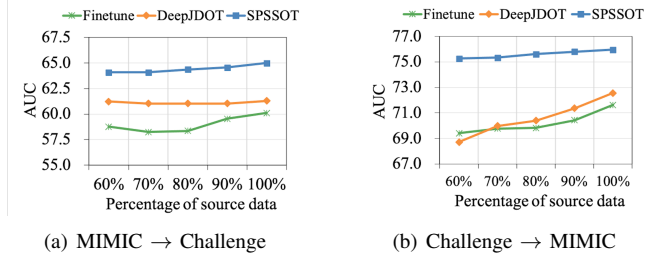 Finetune DeepJDOT SPSSOT
67.5
65.0
62.5
60.0
57.5
55.0
AUC
60% 70% 80% 90% 100%
Percentage of source data
(a) MIMIC → Challenge
Finetune DeepJDOT SPSSOT
77.0
75.0
73.0
71.0
69.0
67.0
AUC
60% 70% 80% 90% 100%
Percentage of source data
(b) Challenge → MIMIC